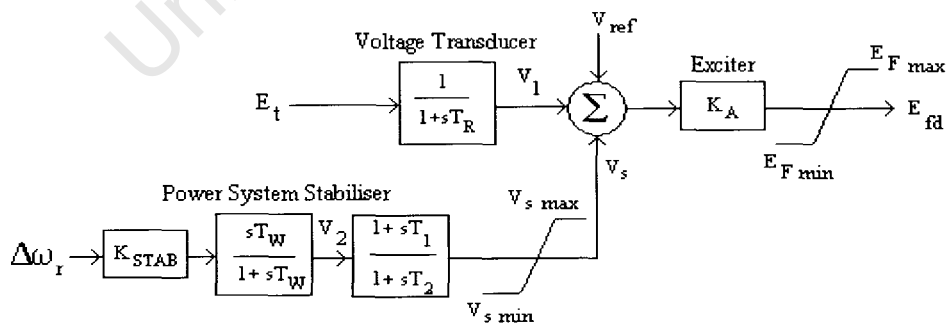 Un
Voltage Transducer
V ref
Exciter
E F max
E t
1
1+sT R
V 1
Σ
K A
E fd
E F min
V s
Power System Stabiliser
V s max
Δω r
K STAB
sT W
1+sT W
V 2
1+sT 1
1+sT 2
V s min